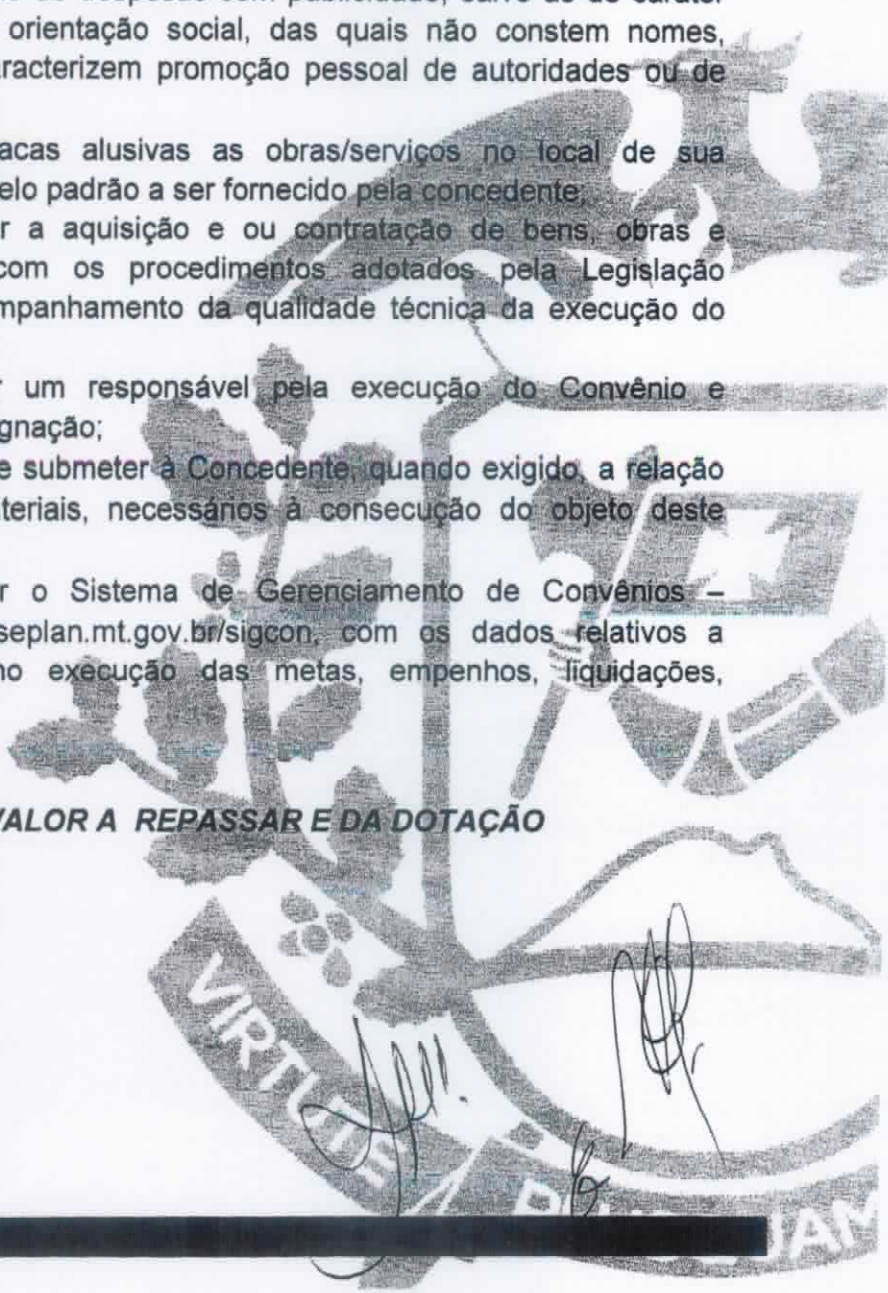 orientação social, das quais não constem nomes,
aracterizem promoção pessoal de autoridades ou de
acas alusivas as obras/serviços no local de sua
elo padrão a ser fornecido pela concedente;
r a aquisição e ou contratação de bens, obras e
com os procedimentos adotados pela Legislação
mpanhamento da qualidade técnica da execução do
r um responsável pela execução do Convênio e
gnação;
e submeter à Concedente, quando exigido, a relação
ateriais, necessários à consecução do objeto deste
r o Sistema de Gerenciamento de Convênios –
seplan.mt.gov.br/sigcon, com os dados relativos a
no execução das metas, empenhos, liquidações,
VALOR A REPASSAR E DA DOTAÇÃO
VIRTUTE